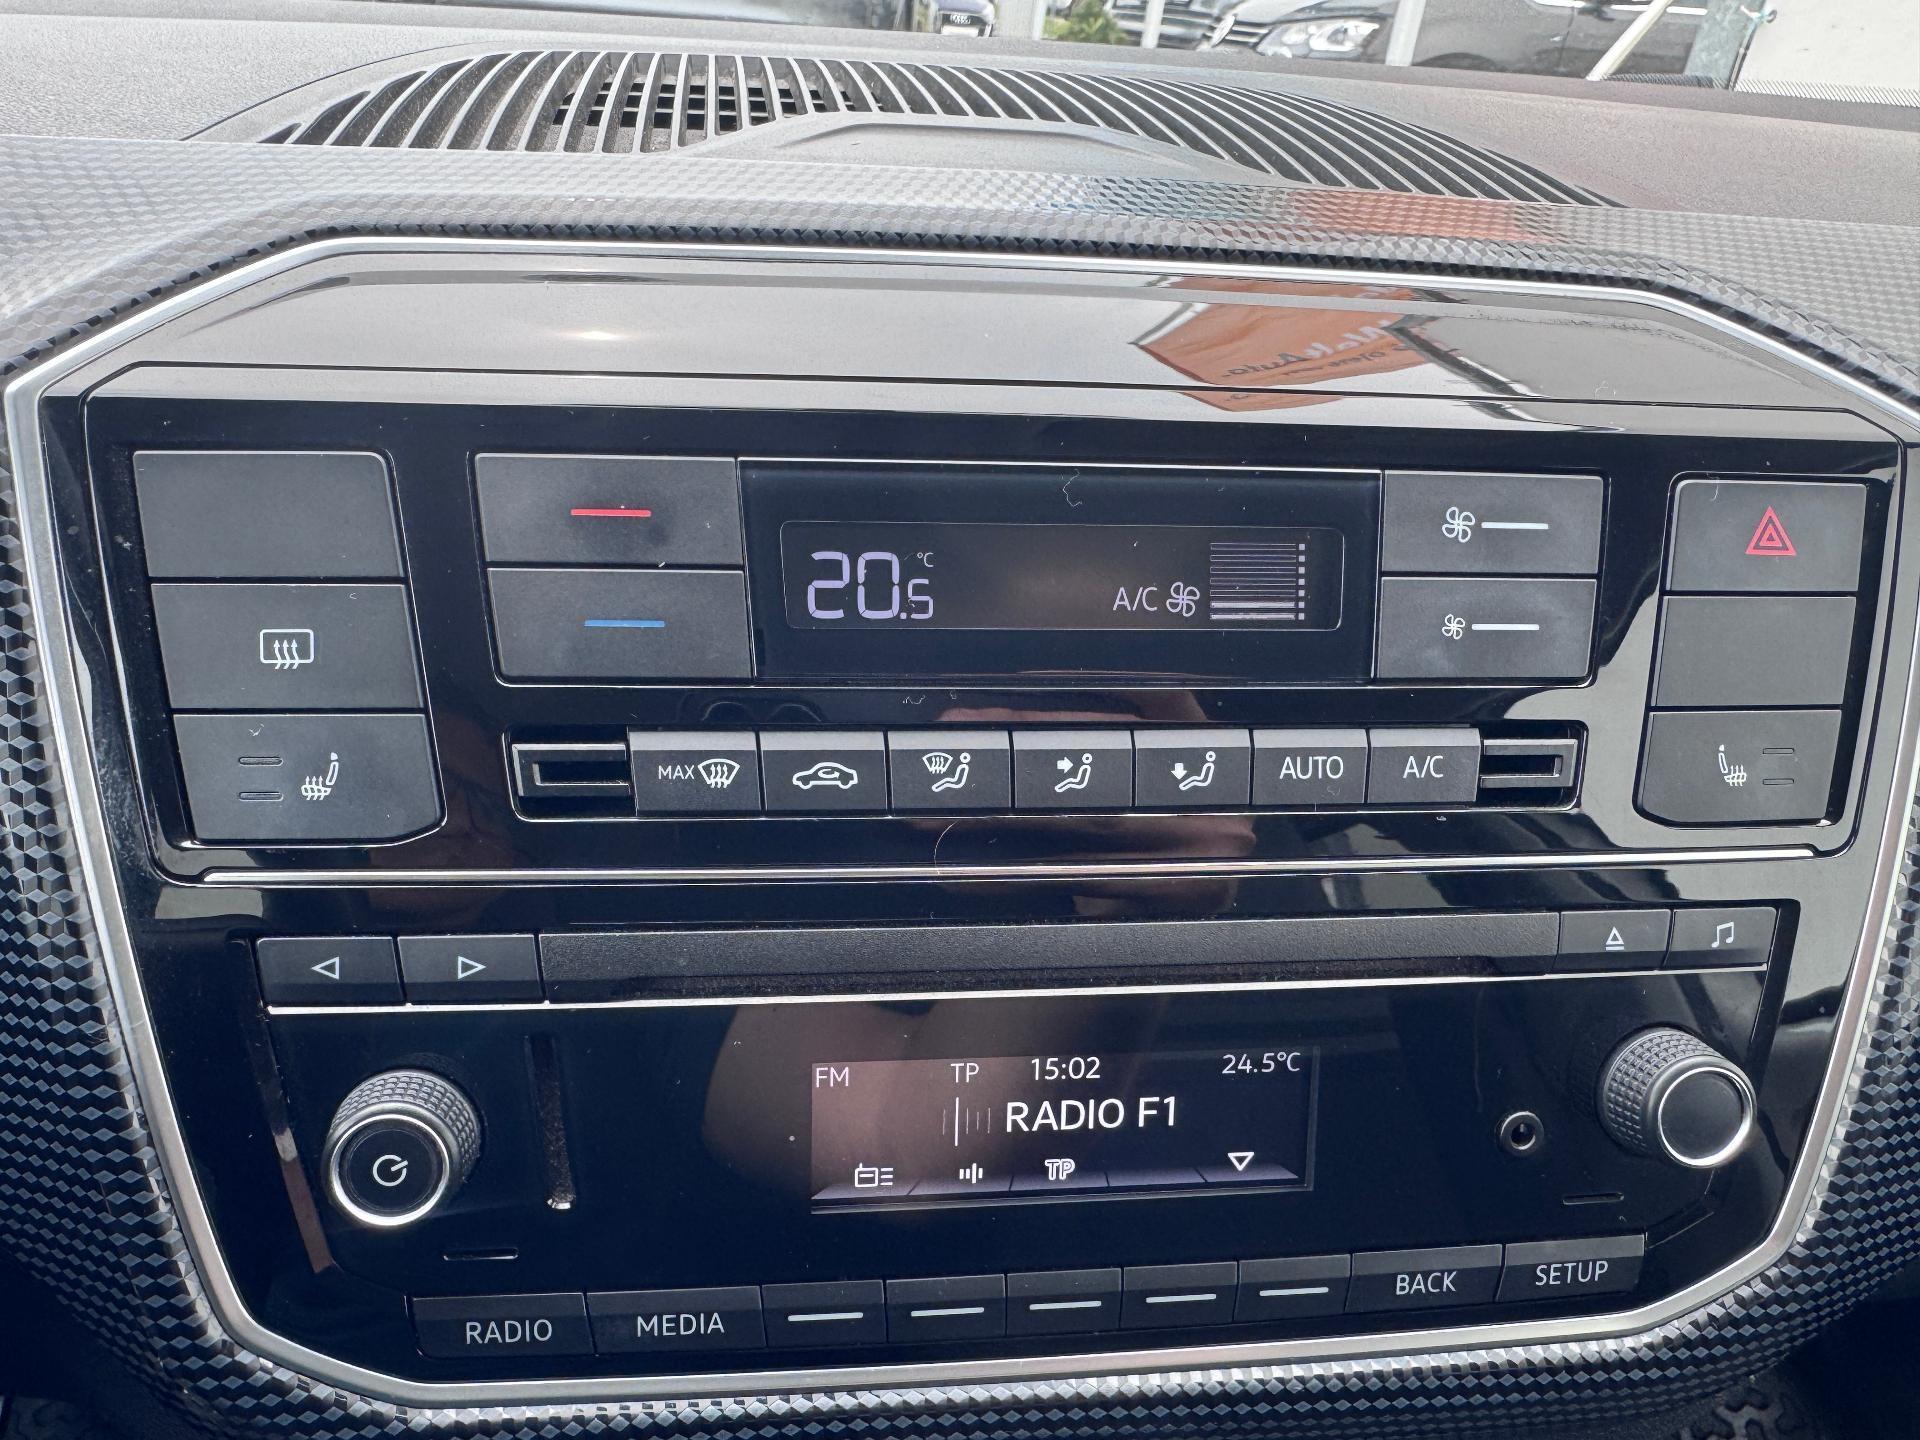 20.5 °C
A/C
MAX
AUTO
A/C
FM TP 15:02 24.5°C
RADIO F1
TP
RADIO
MEDIA
BACK
SETUP